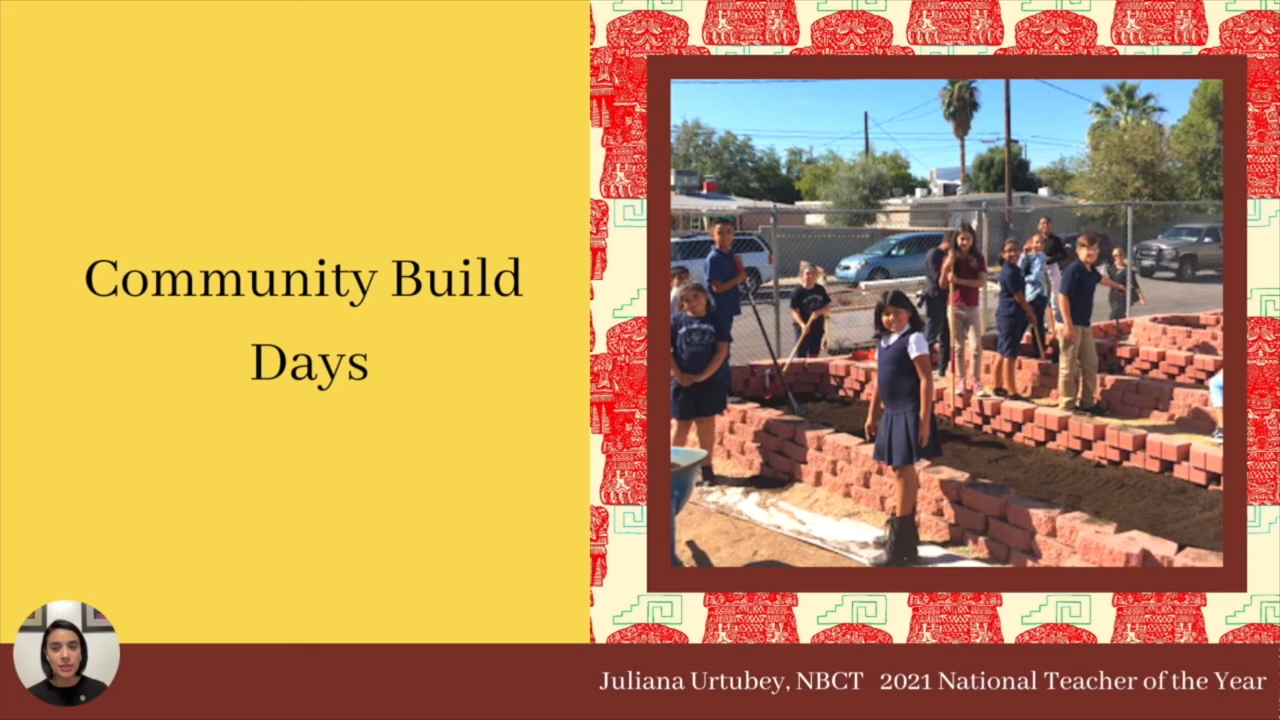 Community Build
Days
Juliana Urtubey, NBCT 2021 National Teacher of the Year